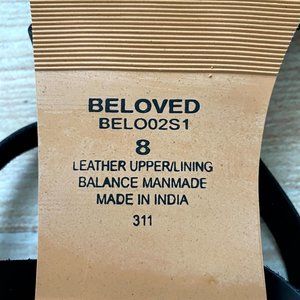 BELOVED
BELO02S1
8
LEATHER UPPER/LINING
BALANCE MANMADE
MADE IN INDIA
311